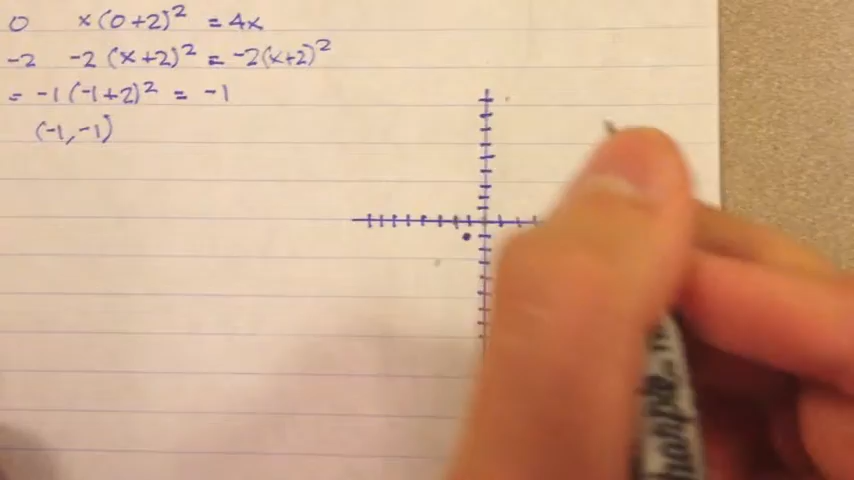 0 x(0+2)² = 4x
-2 -2(x+2)² = -2(x+2)²
= -1(-1+2)² = -1
(-1,-1)